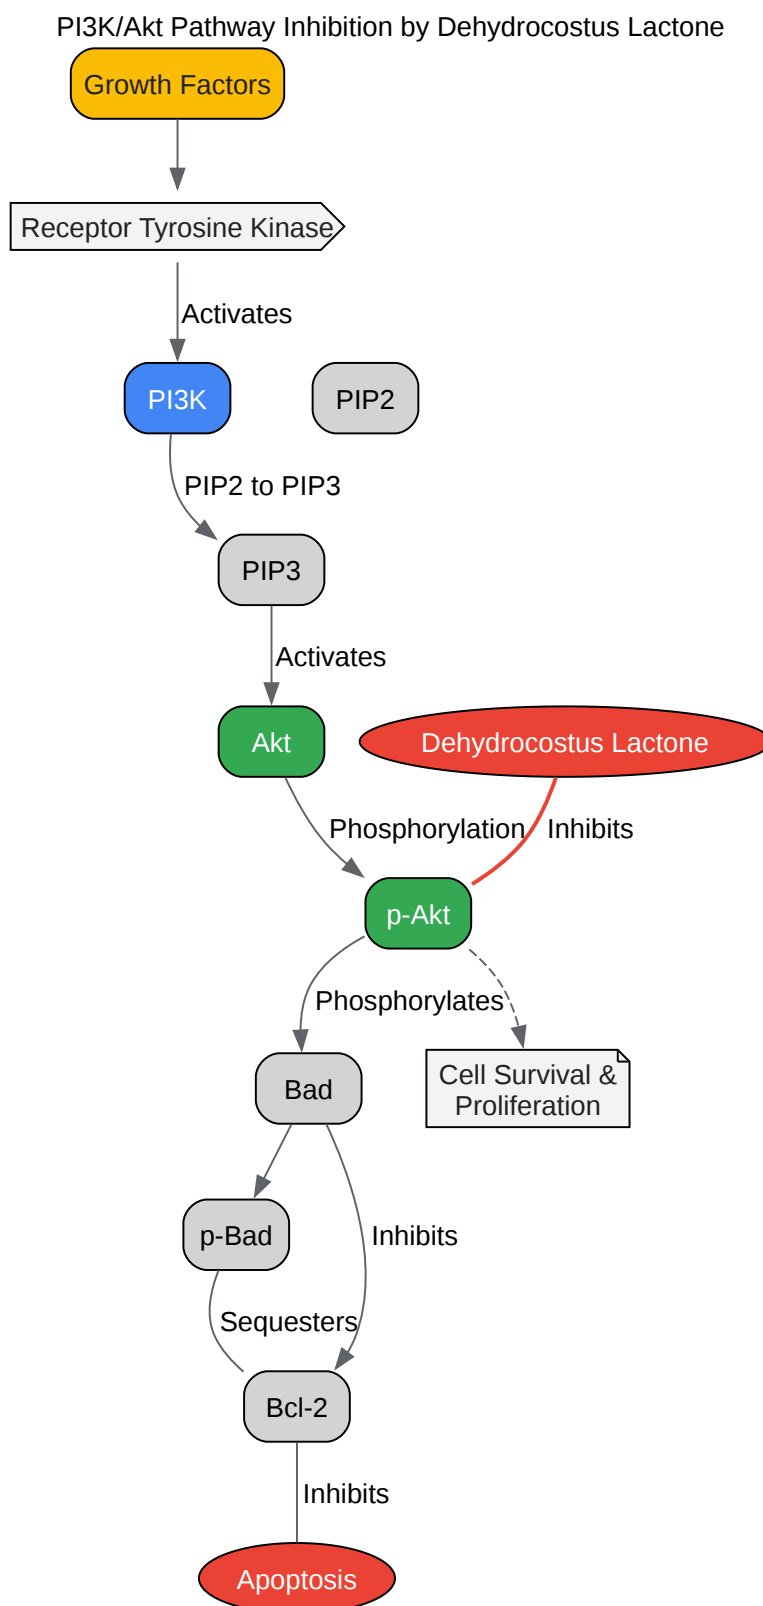 PI3K/Akt Pathway Inhibition by Dehydrocostus Lactone
Growth Factors
Receptor Tyrosine Kinase
Activates
PI3K
PIP2
PIP2 to PIP3
PIP3
Activates
Akt
Dehydrocostus Lactone
Phosphorylation
Inhibits
p-Akt
Phosphorylates
Cell Survival &
Proliferation
Bad
p-Bad
Inhibits
Sequesters
Bcl-2
Inhibits
Apoptosis